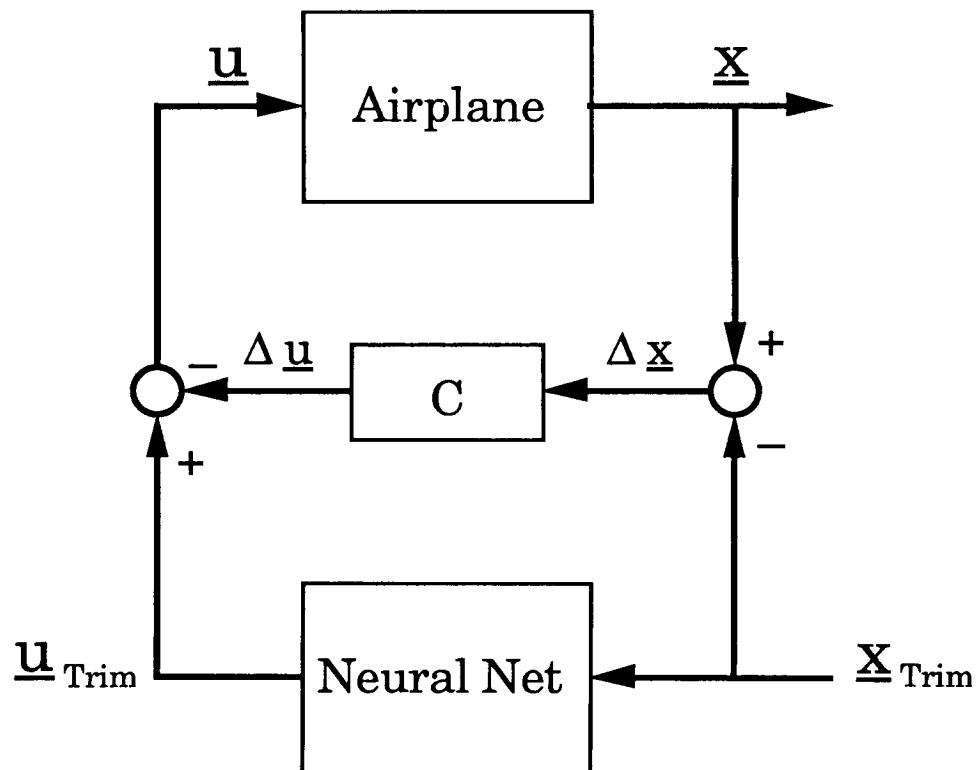 u
Airplane
x
Δ u
C
Δ x
+
−
+
−
u Trim
Neural Net
x Trim